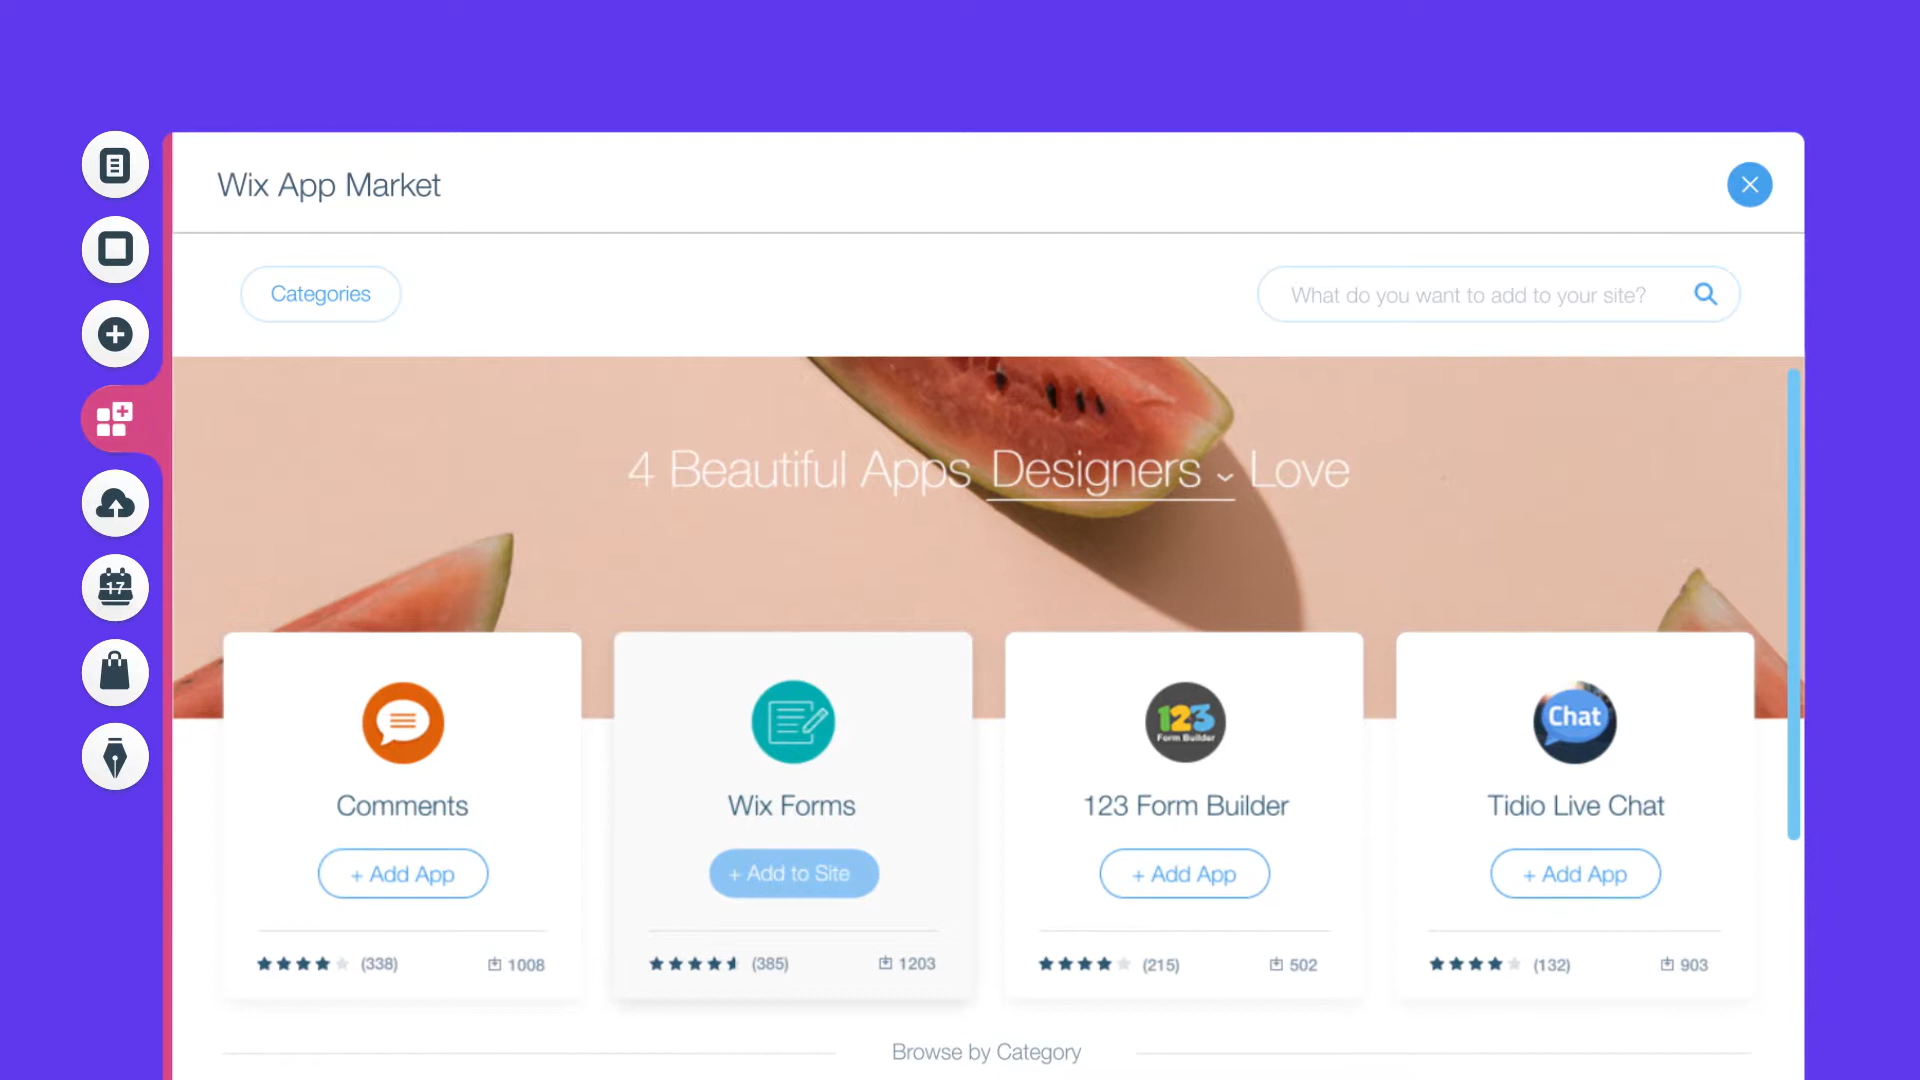 Wix App Market
Categories
What do you want to add to your site?
4 Beautiful Apps Designers Love
17
123
Form Builder
Chat
Comments
Wix Forms
123 Form Builder
Tidio Live Chat
+ Add App
+ Add to Site
+ Add App
+ Add App
(338)
1008
(385)
1203
(215)
502
(132)
903
Browse by Category